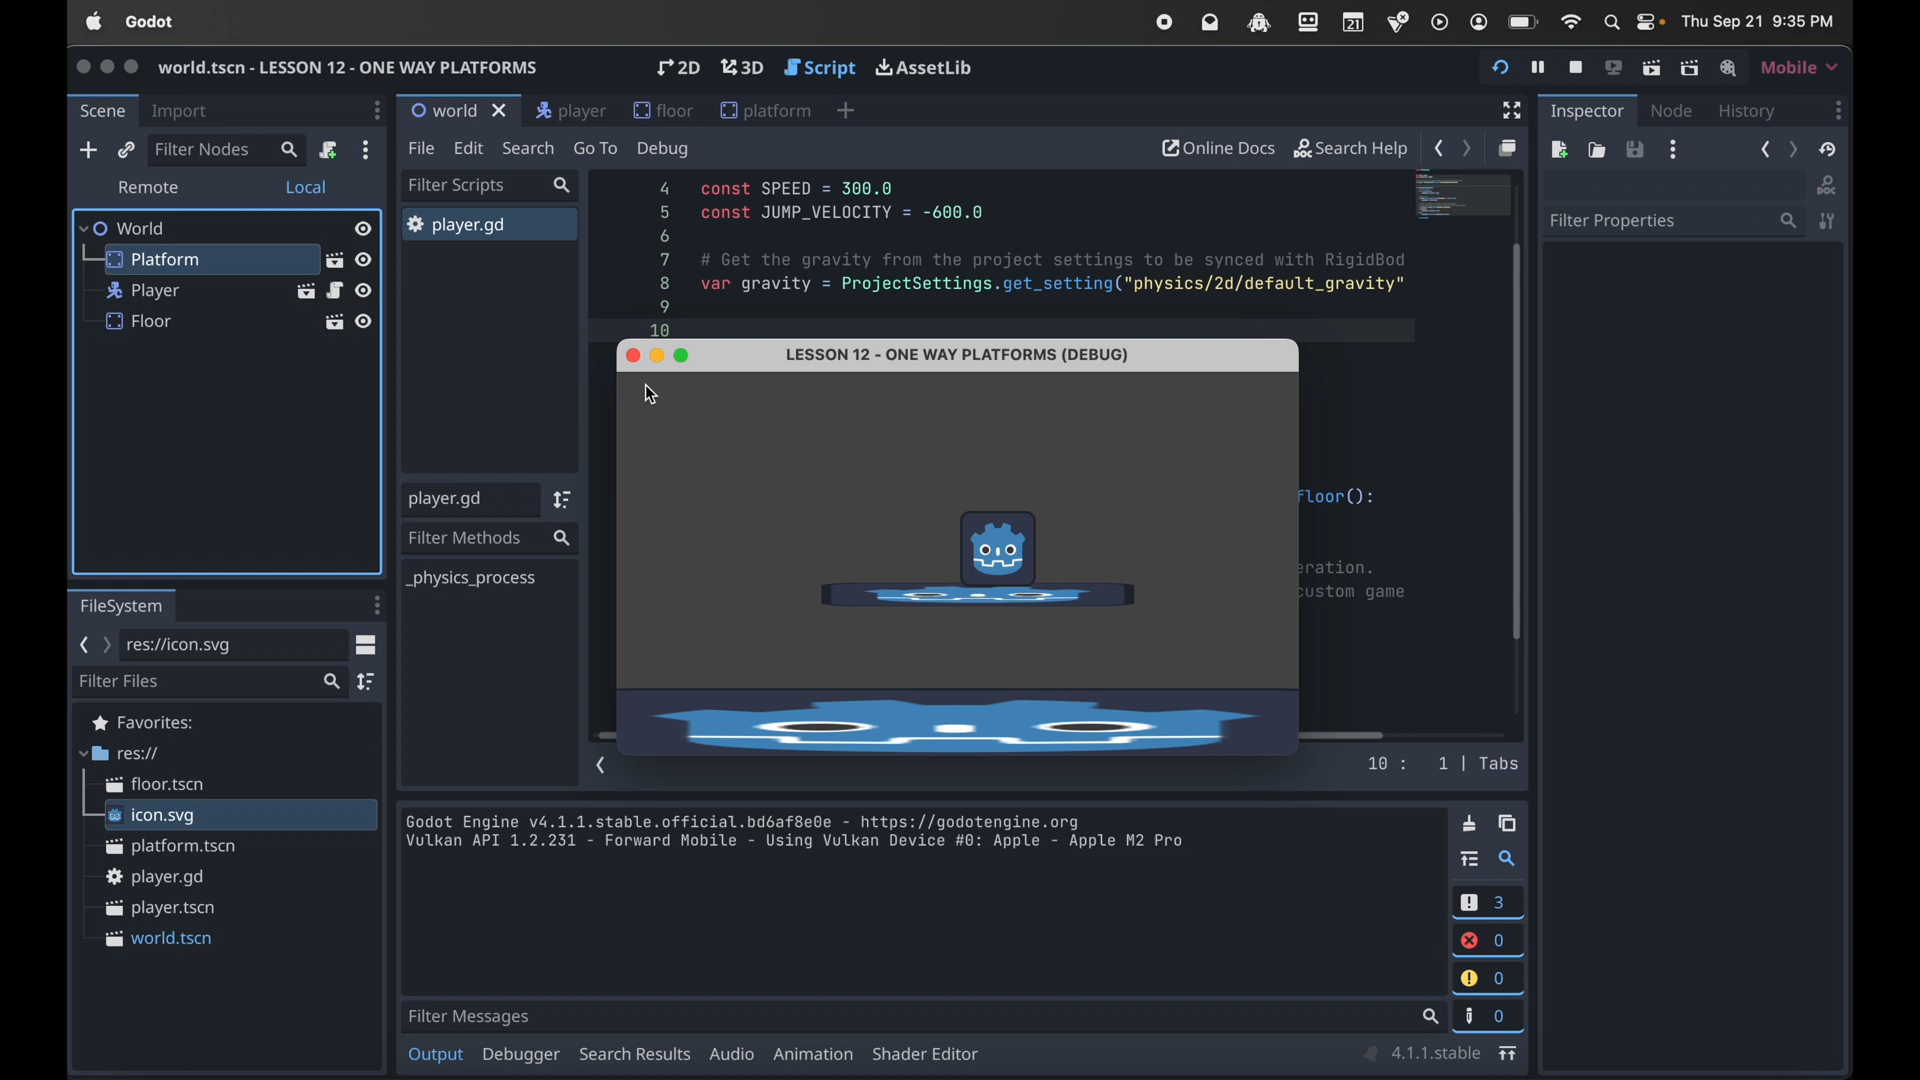 Godot
21
Thu Sep 21 9:35 PM
world.tscn - LESSON 12 - ONE WAY PLATFORMS
2D
3D
Script
AssetLib
Mobile
Scene
Import
Filter Nodes
Remote
Local
World
Platform
Player
Floor
FileSystem
res://icon.svg
Filter Files
Favorites:
res://
floor.tscn
icon.svg
platform.tscn
player.gd
player.tscn
world.tscn
world
player
floor
platform
File Edit Search Go To Debug
Online Docs
Search Help
Filter Scripts
player.gd
player.gd
Filter Methods
_physics_process
4 const SPEED = 300.0
5 const JUMP_VELOCITY = -600.0
6
7 # Get the gravity from the project settings to be synced with RigidBod
8 var gravity = ProjectSettings.get_setting("physics/2d/default_gravity"
9
10
LESSON 12 - ONE WAY PLATFORMS (DEBUG)
floor():
eration.
custom game
10 : 1 | Tabs
Godot Engine v4.1.1.stable.official.bd6af8e0e - https://godotengine.org
Vulkan API 1.2.231 - Forward Mobile - Using Vulkan Device #0: Apple - Apple M2 Pro
3
0
0
0
Filter Messages
Output Debugger Search Results Audio Animation Shader Editor
4.1.1.stable
Inspector
Node
History
Filter Properties